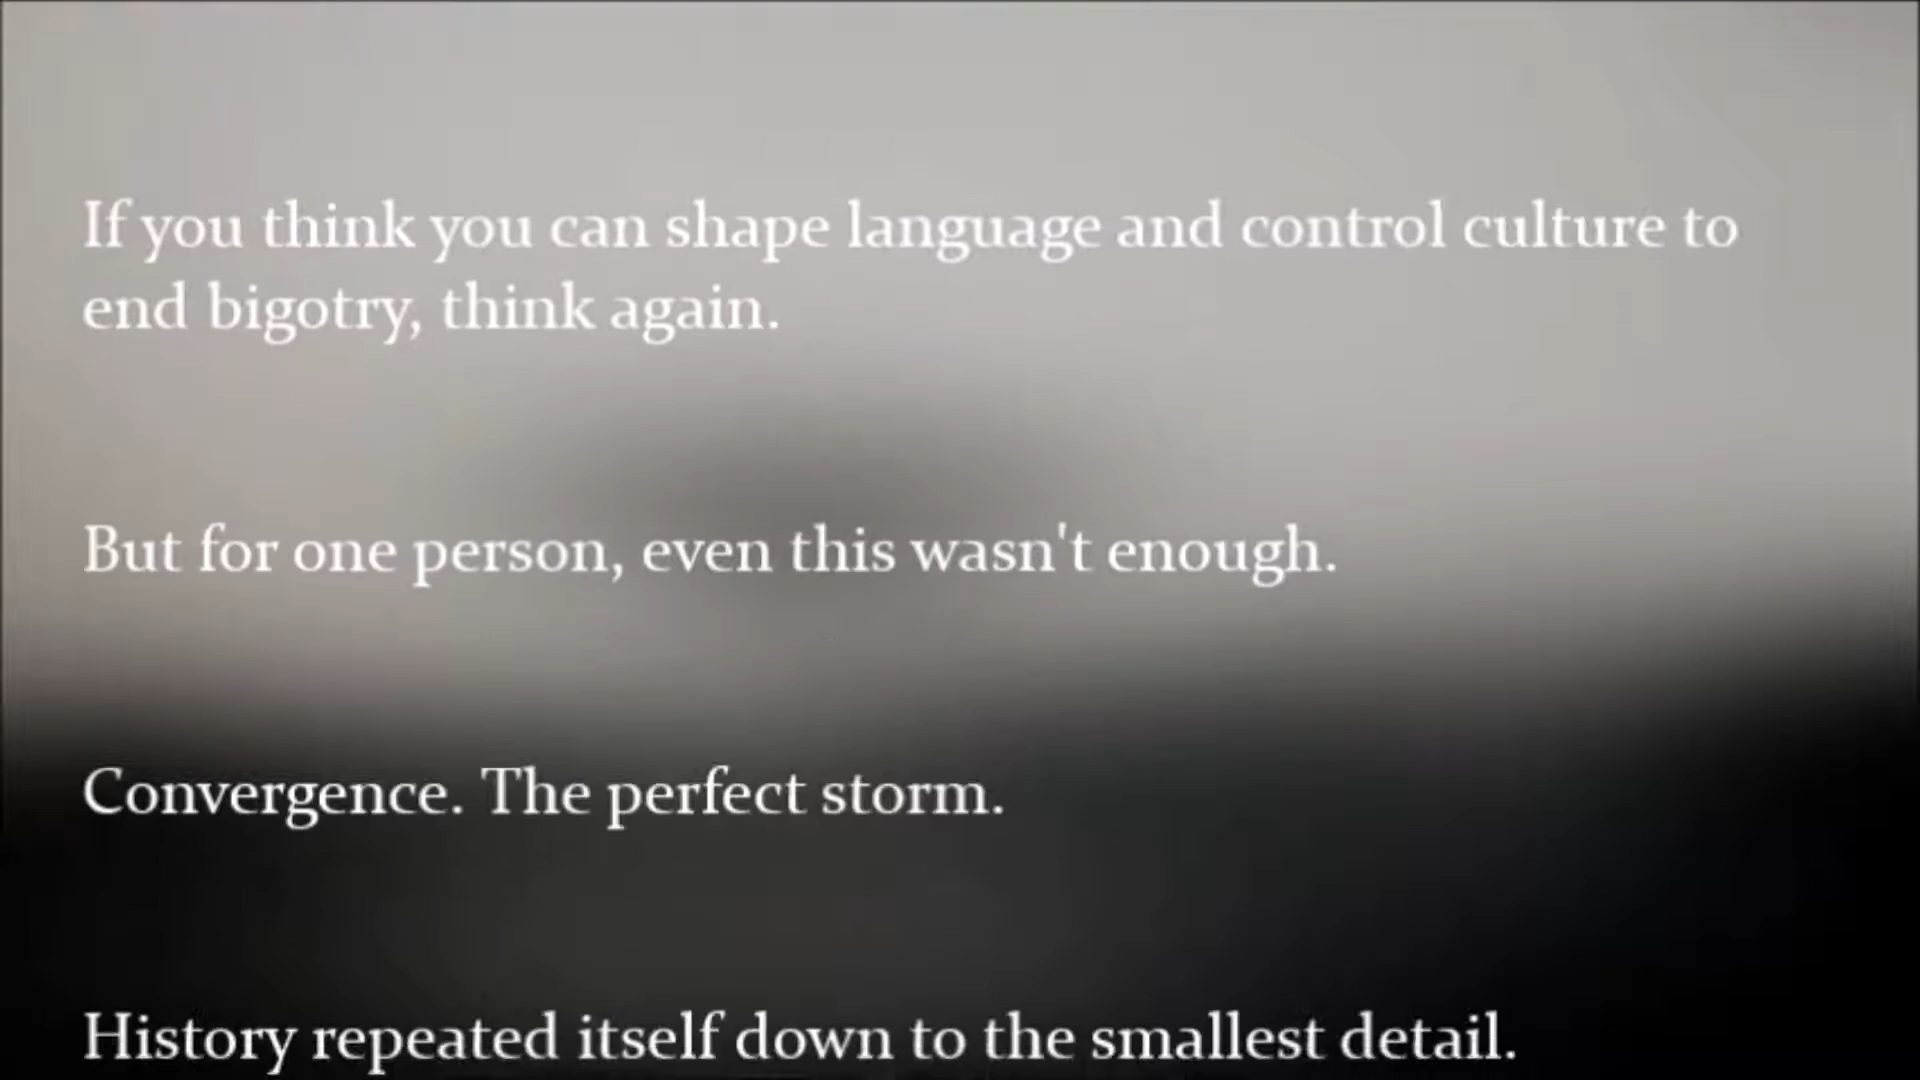 If you think you can shape language and control culture to
end bigotry, think again.
But for one person, even this wasn't enough.
Convergence. The perfect storm.
History repeated itself down to the smallest detail.